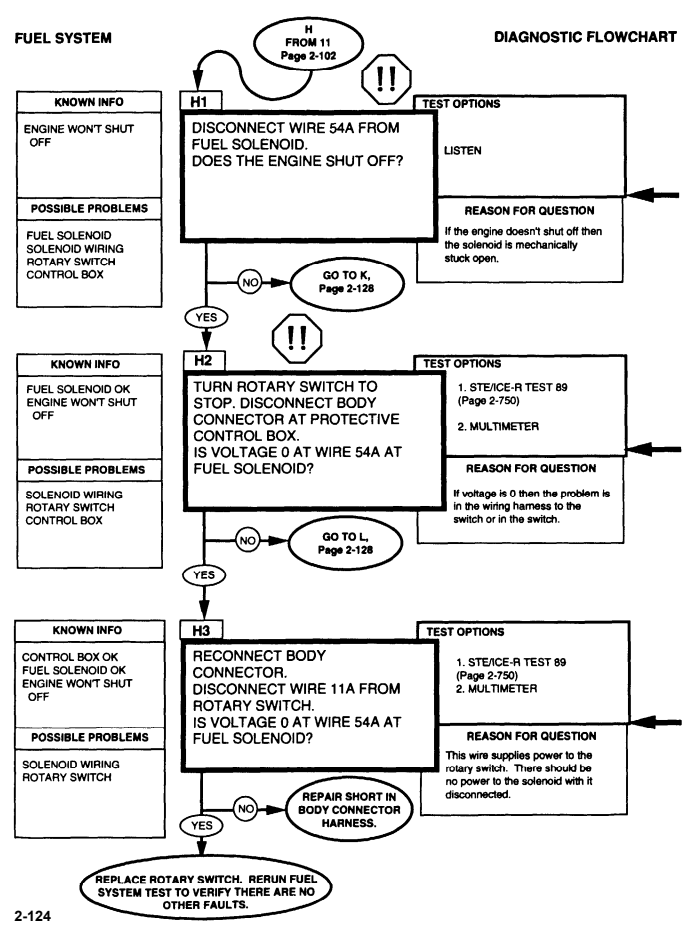 FUEL SYSTEM
DIAGNOSTIC FLOWCHART
H
FROM 11
Page 2-102
!!
H1
KNOWN INFO
ENGINE WON'T SHUT
OFF
POSSIBLE PROBLEMS
FUEL SOLENOID
SOLENOID WIRING
ROTARY SWITCH
CONTROL BOX
DISCONNECT WIRE 54A FROM
FUEL SOLENOID.
DOES THE ENGINE SHUT OFF?
TEST OPTIONS
LISTEN
REASON FOR QUESTION
If the engine doesn't shut off then
the solenoid is mechanically
stuck open.
NO
GO TO K,
Page 2-128
YES
!!
H2
KNOWN INFO
FUEL SOLENOID OK
ENGINE WON'T SHUT
OFF
POSSIBLE PROBLEMS
SOLENOID WIRING
ROTARY SWITCH
CONTROL BOX
TURN ROTARY SWITCH TO
STOP. DISCONNECT BODY
CONNECTOR AT PROTECTIVE
CONTROL BOX.
IS VOLTAGE 0 AT WIRE 54A AT
FUEL SOLENOID?
TEST OPTIONS
1. STE/ICE-R TEST 89
(Page 2-750)
2. MULTIMETER
REASON FOR QUESTION
If voltage is 0 then the problem is
in the wiring harness to the
switch or in the switch.
NO
GO TO L,
Page 2-128
YES
H3
KNOWN INFO
CONTROL BOX OK
FUEL SOLENOID OK
ENGINE WON'T SHUT
OFF
POSSIBLE PROBLEMS
SOLENOID WIRING
ROTARY SWITCH
RECONNECT BODY
CONNECTOR.
DISCONNECT WIRE 11A FROM
ROTARY SWITCH.
IS VOLTAGE 0 AT WIRE 54A AT
FUEL SOLENOID?
TEST OPTIONS
1. STE/ICE-R TEST 89
(Page 2-750)
2. MULTIMETER
REASON FOR QUESTION
This wire supplies power to the
rotary switch. There should be
no power to the solenoid with it
disconnected.
NO
REPAIR SHORT IN
BODY CONNECTOR
HARNESS.
YES
REPLACE ROTARY SWITCH. RERUN FUEL
SYSTEM TEST TO VERIFY THERE ARE NO
OTHER FAULTS.
2-124